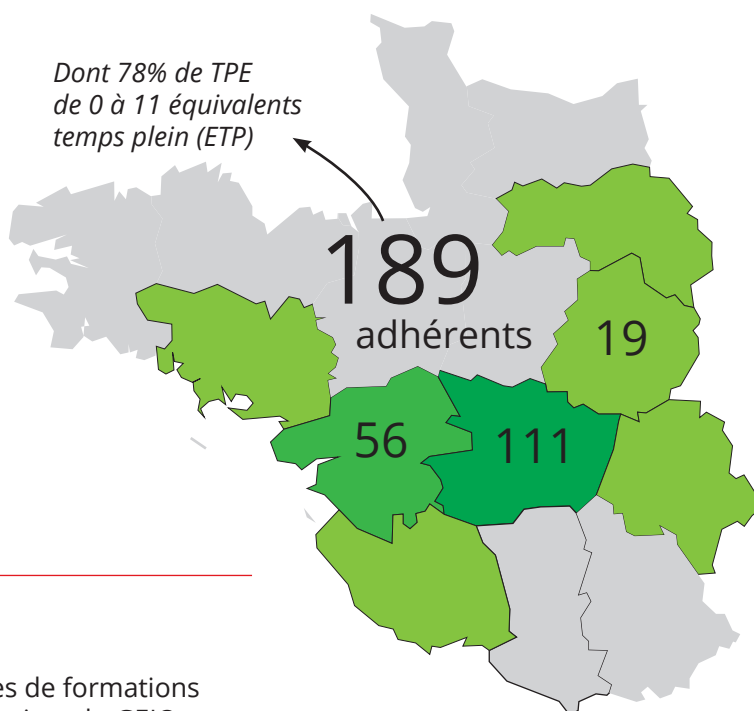 Dont 78% de TPE
de 0 à 11 équivalents
temps plein (ETP)
189
adhérents
19
56
111
es de formations